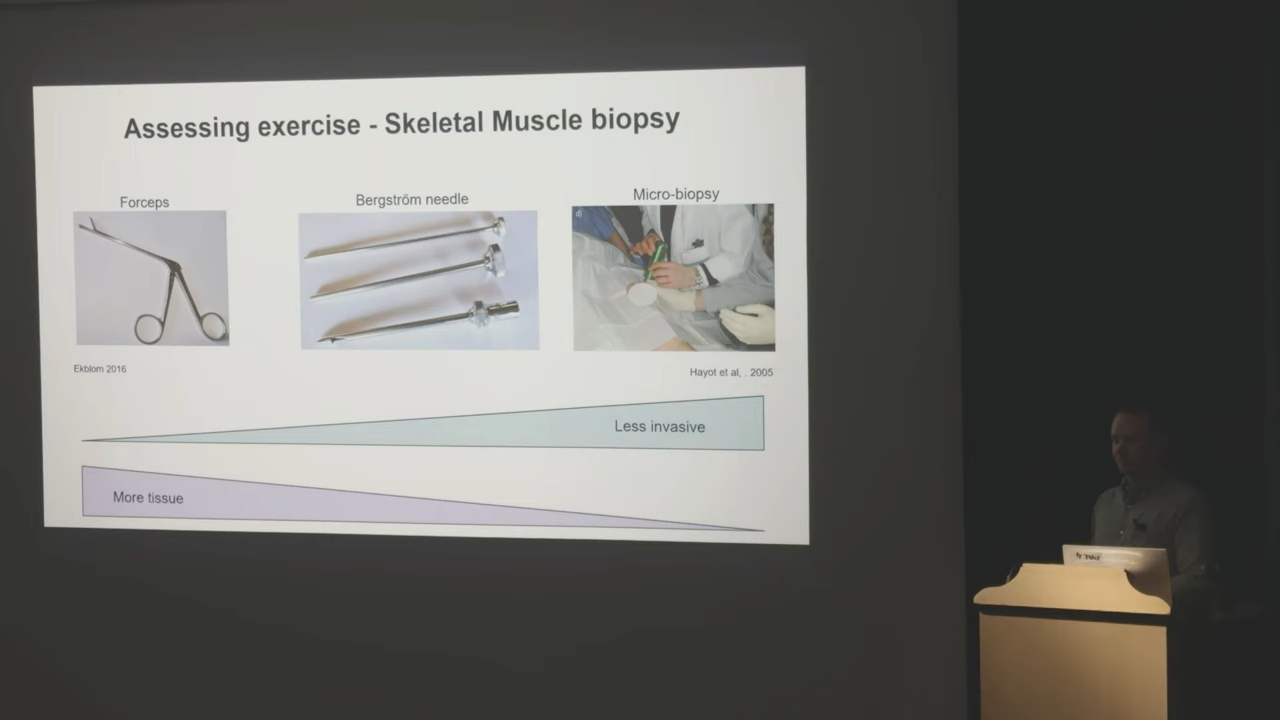 Assessing exercise - Skeletal Muscle biopsy
Forceps
Bergström needle
Micro-biopsy
a)
Ekblom 2016
Hayot et al, . 2005
Less invasive
More tissue